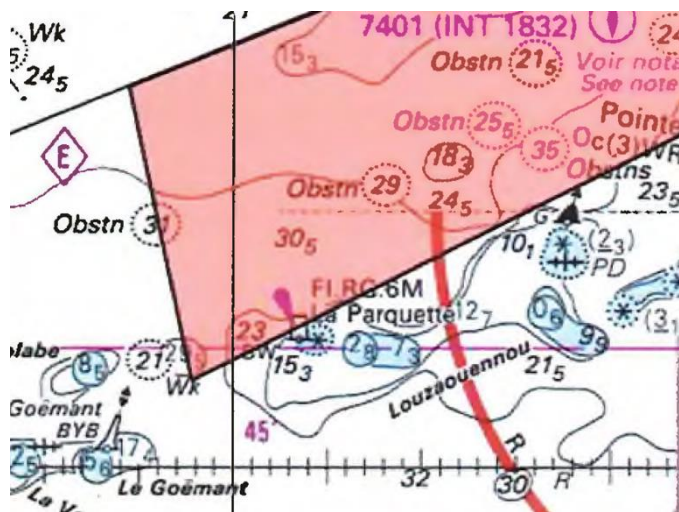 7401 (INT 1832)
Wk
24₅
15₃
Obstn 21₅
24
Voir nota
See note
Obstn 25₅
Pointe
35
Oc(3)WR
Obstns
E
18₃
Obstn 29
24₅
23₅
Obstn 31
30₅
G
10₁
(2₃)
PD
Fl.RG.6M
La Parquette
12₇
0₆
9₉
(3₁
23
21
15₃
2₈
7₃
21₅
8₅
Wk
Louzaouennou
Goëmant
BYB
45'
17₄
2₅
5₆
32
R
30
R
Le Goëmant